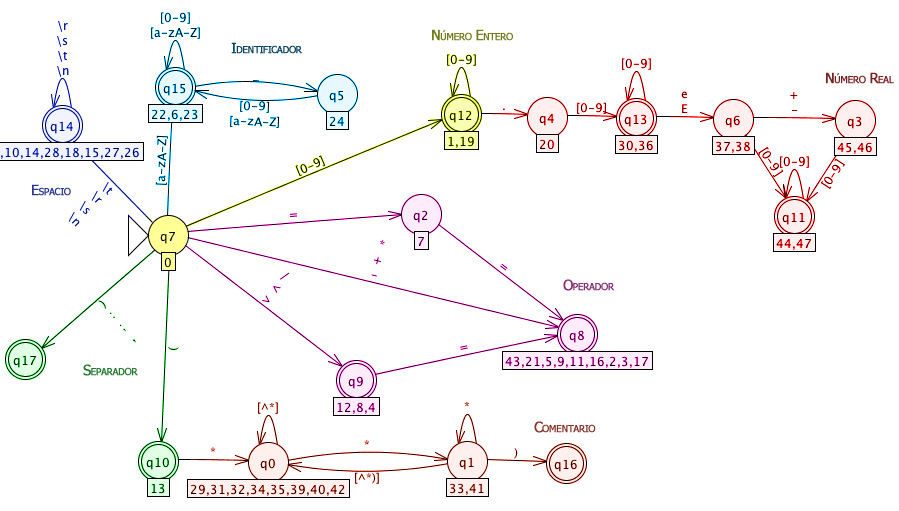 \r
\s
\t
\n
[0-9]
[a-zA-Z]
IDENTIFICADOR
NÚMERO ENTERO
[0-9]
[0-9]
e
E
+
-
NÚMERO REAL
q14
,10,14,28,18,15,27,26
ESPACIO
q15
22,6,23
_
[0-9]
[a-zA-Z]
q5
24
q12
1,19
.
q4
20
[0-9]
q13
30,36
q6
37,38
q3
45,46
[0-9]
[0-9]
[0-9]
q11
44,47
[a-zA-Z]
[0-9]
\r
\s
\t
\n
q7
0
=
q2
7
=
- + *
OPERADOR
q8
43,21,5,9,11,16,2,3,17
=
q9
12,8,4
q17
SEPARADOR
(
q10
13
*
[^*]
q0
29,31,32,34,35,39,40,42
*
[^*)]
*
q1
33,41
)
COMENTARIO
q16